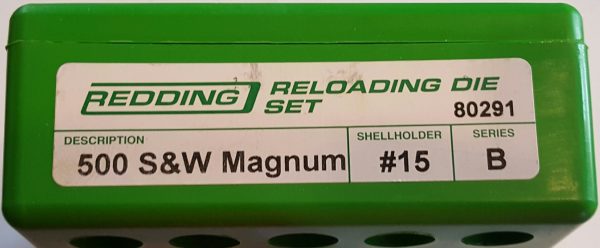 REDDING RELOADING DIE
SET 80291
DESCRIPTION SHELLHOLDER SERIES
500 S&W Magnum #15 B